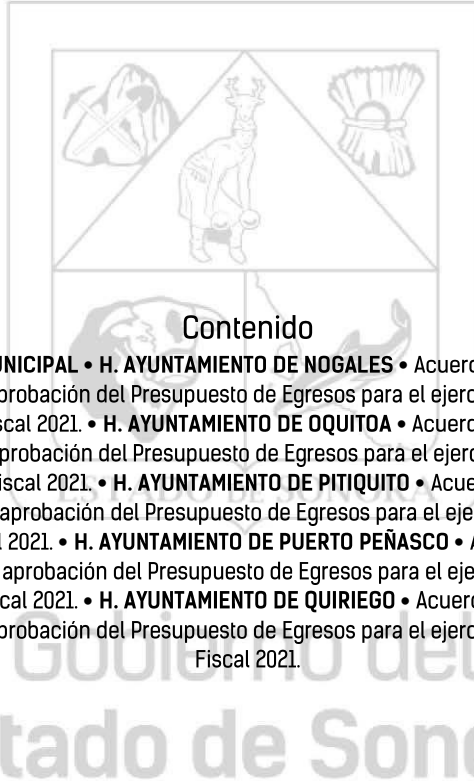 Contenido
UNICIPAL • H. AYUNTAMIENTO DE NOGALES • Acuerd
probación del Presupuesto de Egresos para el ejerc
scal 2021. • H. AYUNTAMIENTO DE OQUITOA • Acuerd
probación del Presupuesto de Egresos para el ejerc
iscal 2021. • H. AYUNTAMIENTO DE PITIQUITO • Acue
aprobación del Presupuesto de Egresos para el eje
l 2021. • H. AYUNTAMIENTO DE PUERTO PEÑASCO • A
aprobación del Presupuesto de Egresos para el eje
cal 2021. • H. AYUNTAMIENTO DE QUIRIEGO • Acuerd
probación del Presupuesto de Egresos para el ejerc
Fiscal 2021.
ESTADO DE SONORA
Gobierno del
tado de Sono